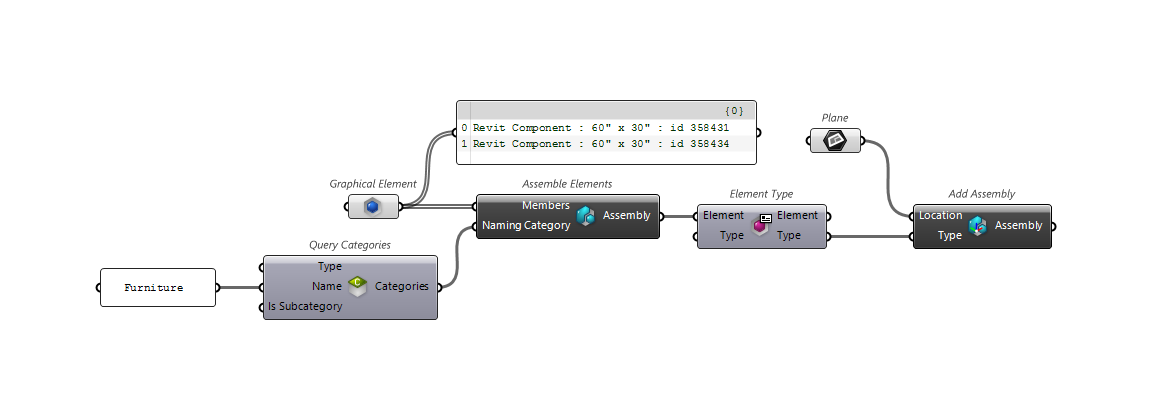 {0}
0 Revit Component : 60" x 30" : id 358431
1 Revit Component : 60" x 30" : id 358434
Plane
Graphical Element
Assemble Elements
Members
Naming Category
Assembly
Element Type
Element
Type
Element
Type
Add Assembly
Location
Type
Assembly
Query Categories
Type
Name
Is Subcategory
C
Categories
Furniture